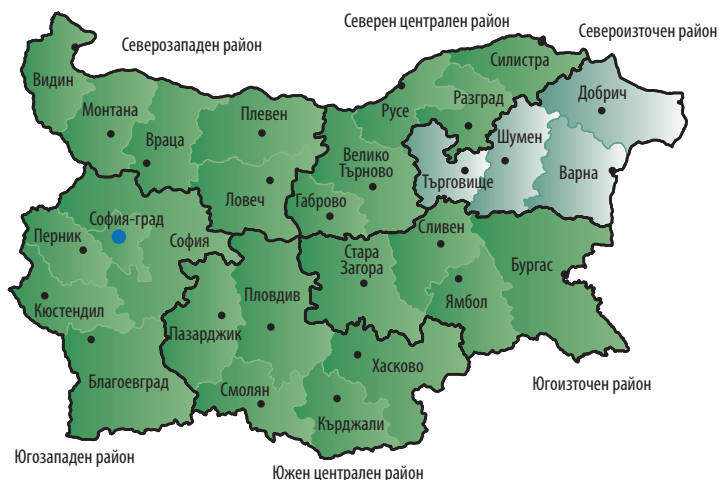 Северен централен район
Североизточен район
Северозападен район
Силистра
Видин
Добрич
Монтана
Плевен
Русе
Разград
Враца
Шумен
Велико
Търново
Търговище
Варна
Ловеч
Габрово
София-град
Перник
София
Сливен
Стара
Загора
Бургас
Пловдив
Кюстендил
Ямбол
Пазарджик
Хасково
Благоевград
Смолян
Югоизточен район
Кърджали
Югозападен район
Южен централен район